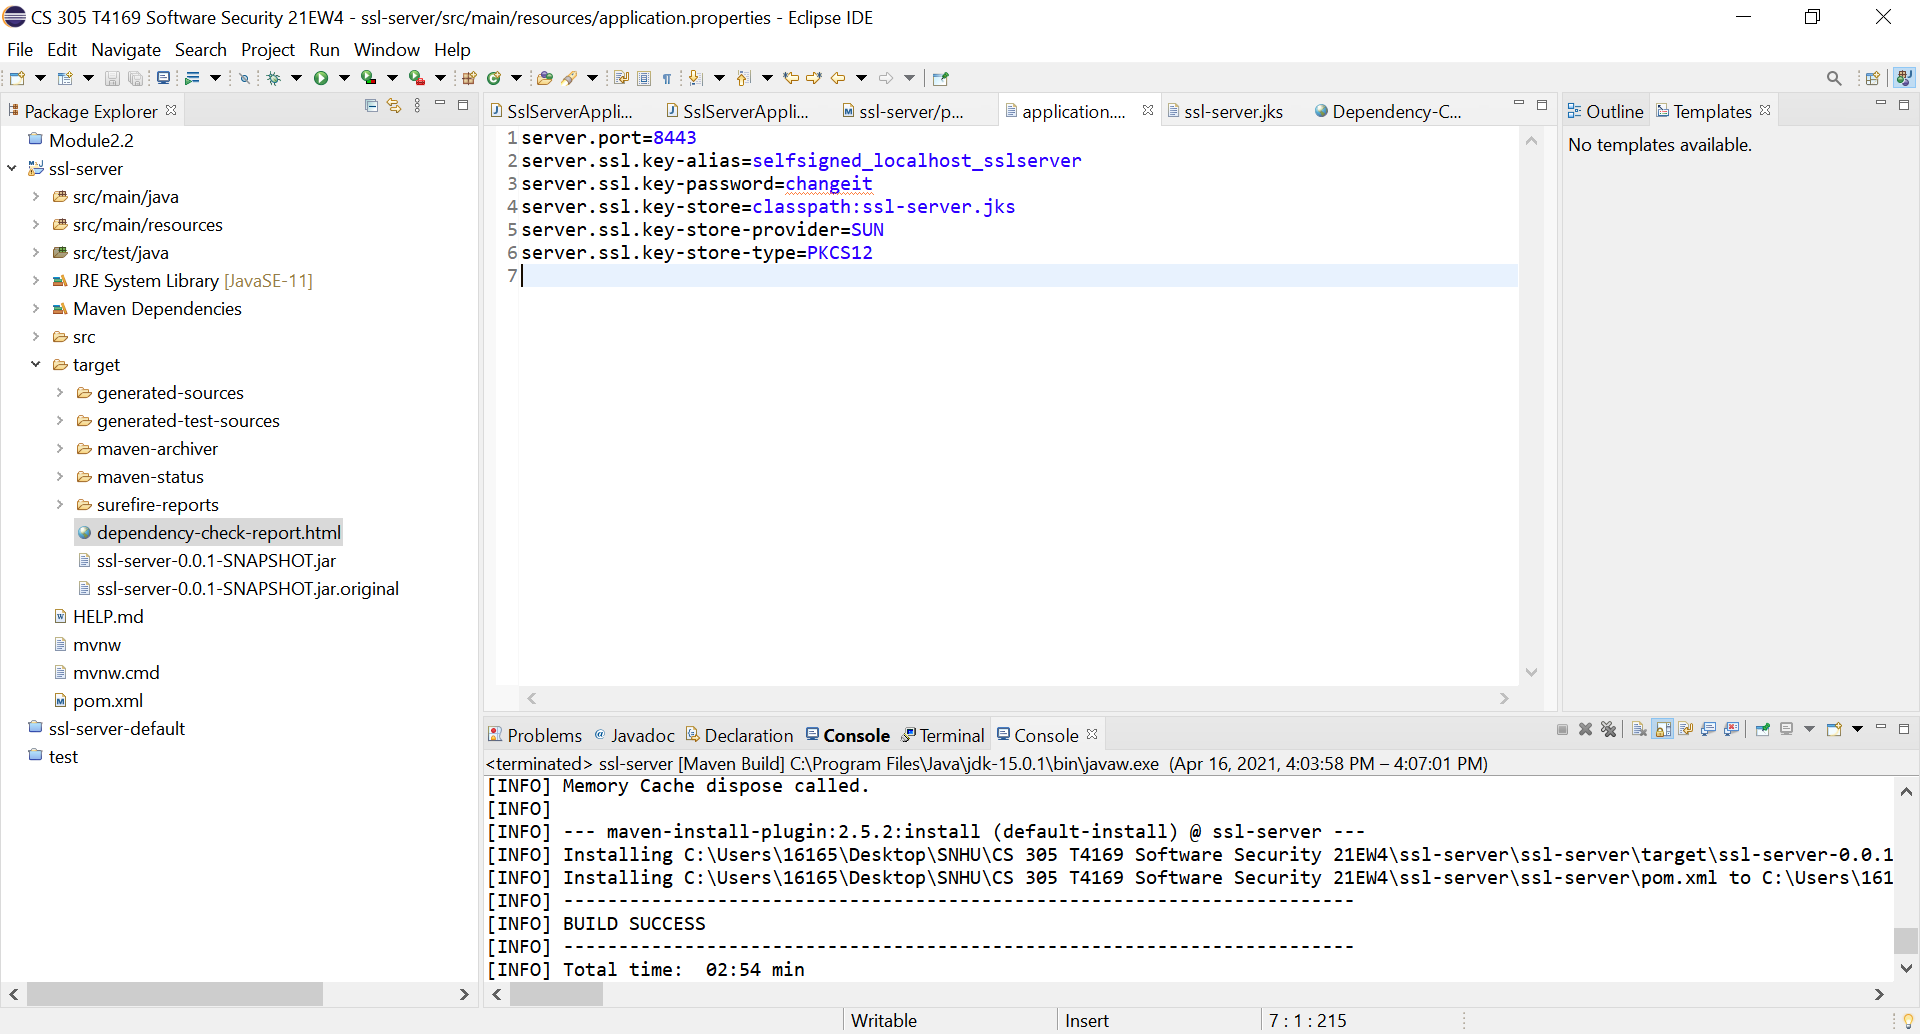 CS 305 T4169 Software Security 21EW4 - ssl-server/src/main/resources/application.properties - Eclipse IDE
File Edit Navigate Search Project Run Window Help
Package Explorer
Module2.2
ssl-server
src/main/java
src/main/resources
src/test/java
JRE System Library [JavaSE-11]
Maven Dependencies
src
target
generated-sources
generated-test-sources
maven-archiver
maven-status
surefire-reports
dependency-check-report.html
ssl-server-0.0.1-SNAPSHOT.jar
ssl-server-0.0.1-SNAPSHOT.jar.original
HELP.md
mvnw
mvnw.cmd
pom.xml
ssl-server-default
test
SslServerAppli... SslServerAppli... ssl-server/p... application.... ssl-server.jks Dependency-C...
1 server.port=8443
2 server.ssl.key-alias=selfsigned_localhost_sslserver
3 server.ssl.key-password=changeit
4 server.ssl.key-store=classpath:ssl-server.jks
5 server.ssl.key-store-provider=SUN
6 server.ssl.key-store-type=PKCS12
7
Outline Templates
No templates available.
Problems Javadoc Declaration Console Terminal Console
<terminated> ssl-server [Maven Build] C:\Program Files\Java\jdk-15.0.1\bin\javaw.exe (Apr 16, 2021, 4:03:58 PM – 4:07:01 PM)
[INFO] Memory Cache dispose called.
[INFO]
[INFO] --- maven-install-plugin:2.5.2:install (default-install) @ ssl-server ---
[INFO] Installing C:\Users\16165\Desktop\SNHU\CS 305 T4169 Software Security 21EW4\ssl-server\ssl-server\target\ssl-server-0.0.1
[INFO] Installing C:\Users\16165\Desktop\SNHU\CS 305 T4169 Software Security 21EW4\ssl-server\ssl-server\pom.xml to C:\Users\161
[INFO] ------------------------------------------------------------------------
[INFO] BUILD SUCCESS
[INFO] ------------------------------------------------------------------------
[INFO] Total time:  02:54 min
Writable Insert 7 : 1 : 215